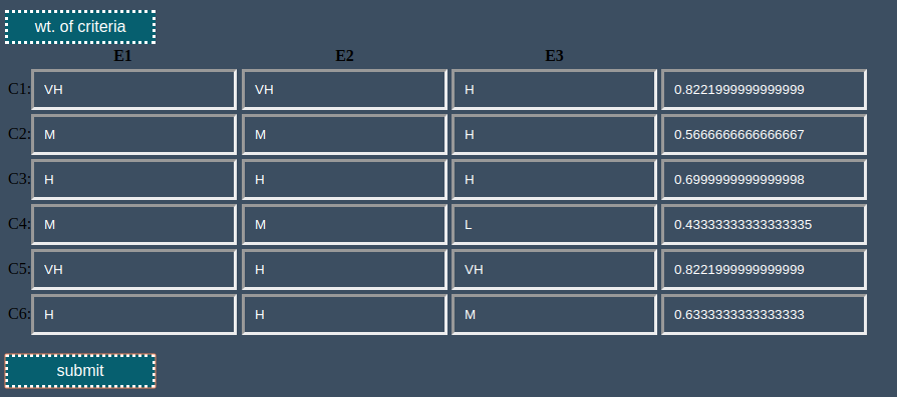 wt. of criteria
E1 E2 E3
C1: VH VH H 0.8221999999999999
C2: M M H 0.5666666666666667
C3: H H H 0.6999999999999998
C4: M M L 0.43333333333333335
C5: VH H VH 0.8221999999999999
C6: H H M 0.6333333333333333
submit